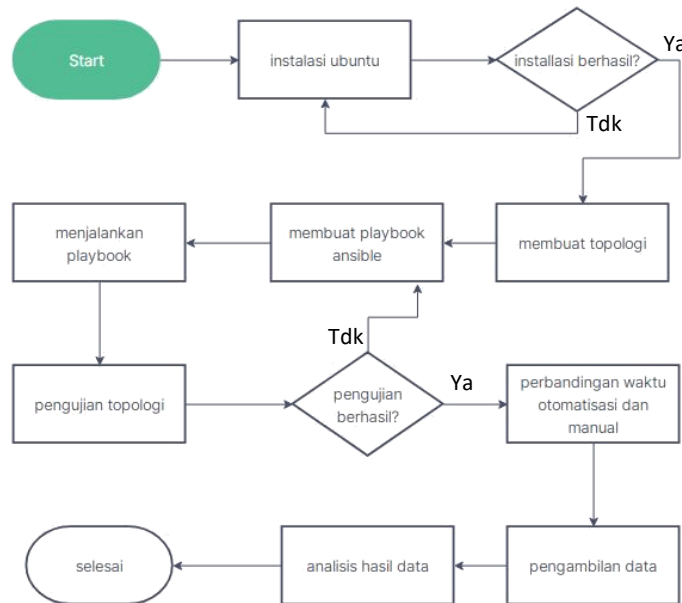 Start
instalasi ubuntu
installasi berhasil?
Ya
Tdk
membuat topologi
membuat playbook
ansible
menjalankan
playbook
pengujian topologi
pengujian
berhasil?
Tdk
Ya
perbandingan waktu
otomatisasi dan
manual
pengambilan data
analisis hasil data
selesai